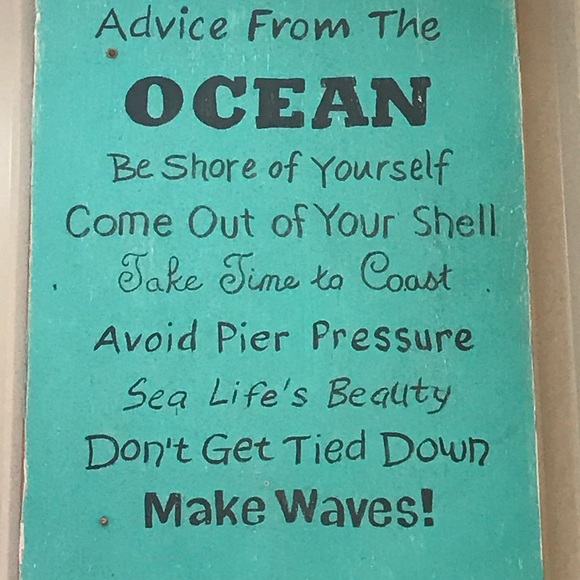 Advice From The
OCEAN
Be Shore of Yourself
Come Out of Your Shell
Take Time to Coast
Avoid Pier Pressure
Sea Life's Beauty
Don't Get Tied Down
Make Waves!